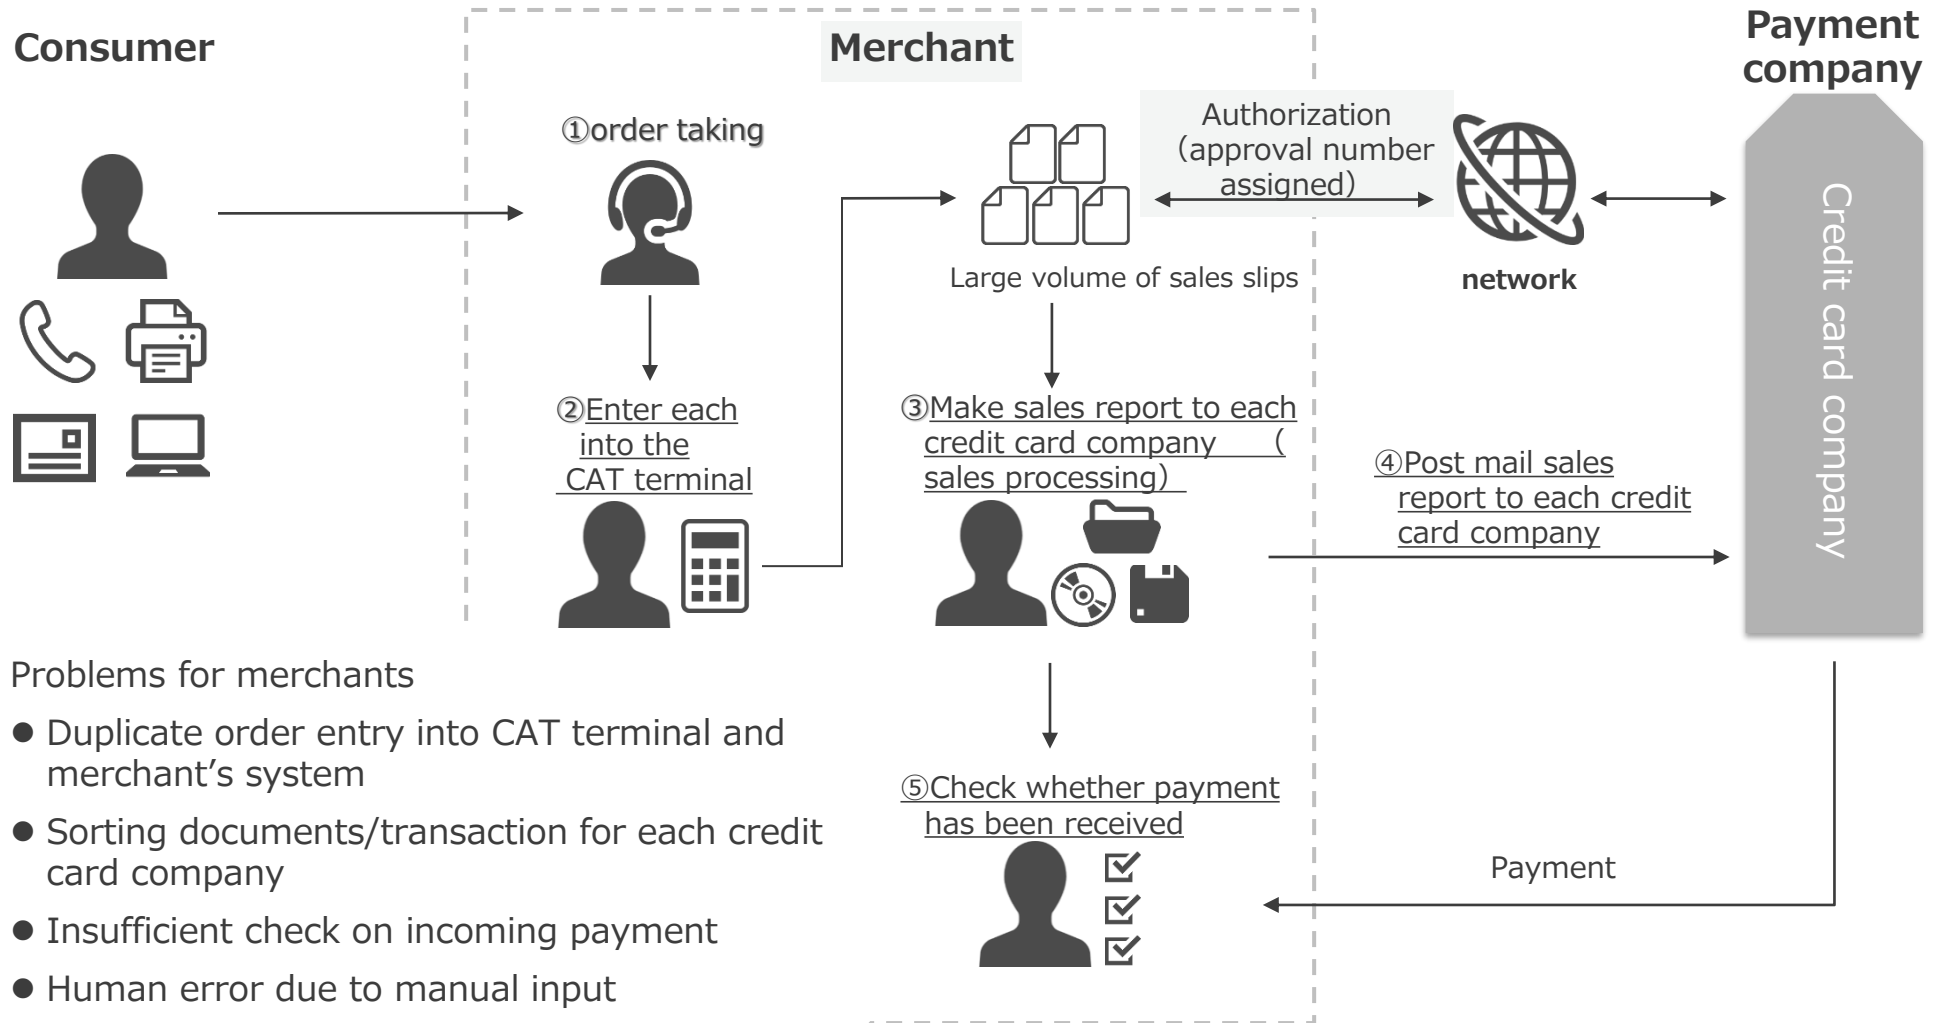 Consumer
Merchant
Payment
company
①order taking
Authorization
（approval number
assigned）
Large volume of sales slips
network
Credit card company
②Enter each
into the
CAT terminal
③Make sales report to each
credit card company　（
sales processing）
④Post mail sales
report to each credit
card company
⑤Check whether payment
has been received
Payment
Problems for merchants
● Duplicate order entry into CAT terminal and
merchant’s system
● Sorting documents/transaction for each credit
card company
● Insufficient check on incoming payment
● Human error due to manual input